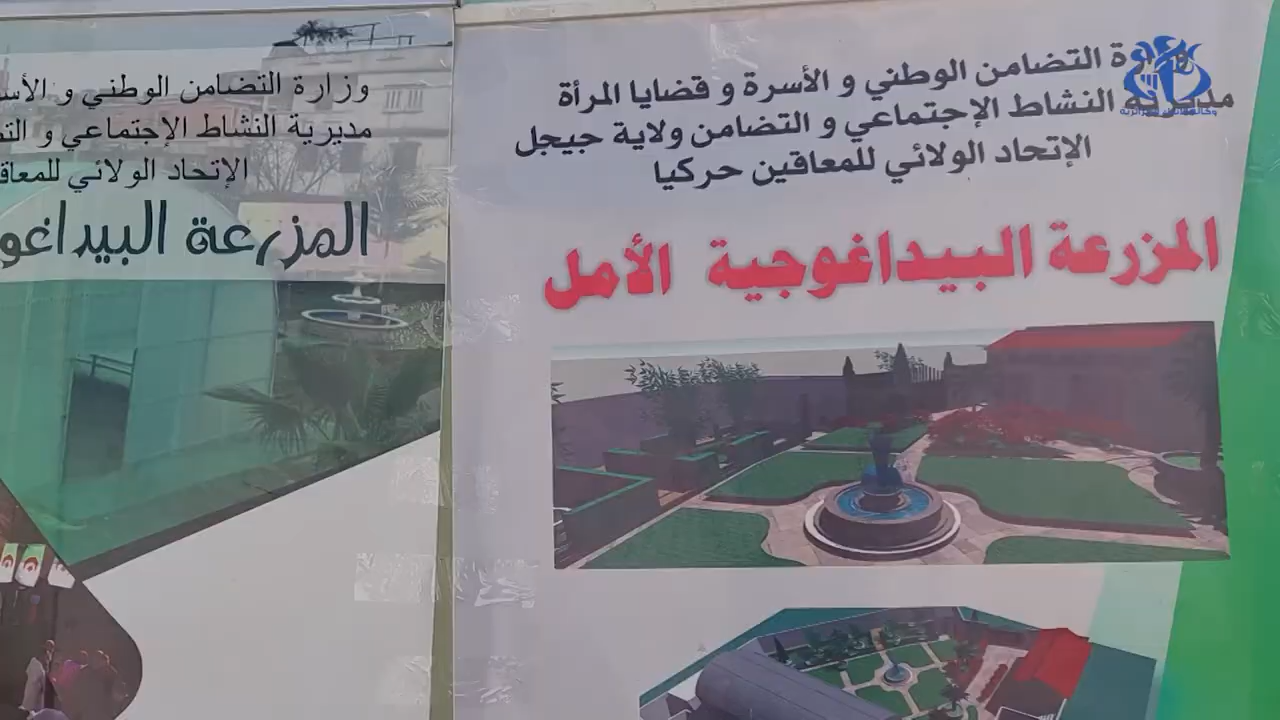 وزارة التضامن الوطني و الأسرة و قضايا المرأة
مديرية النشاط الإجتماعي و التضامن ولاية جيجل
الإتحاد الولائي للمعاقين حركيا
المزرعة البيداغوجية الأمل
وزارة التضامن الوطني و الأس
مديرية النشاط الإجتماعي و الت
الإتحاد الولائي للمعاق
المزرعة البيداغو